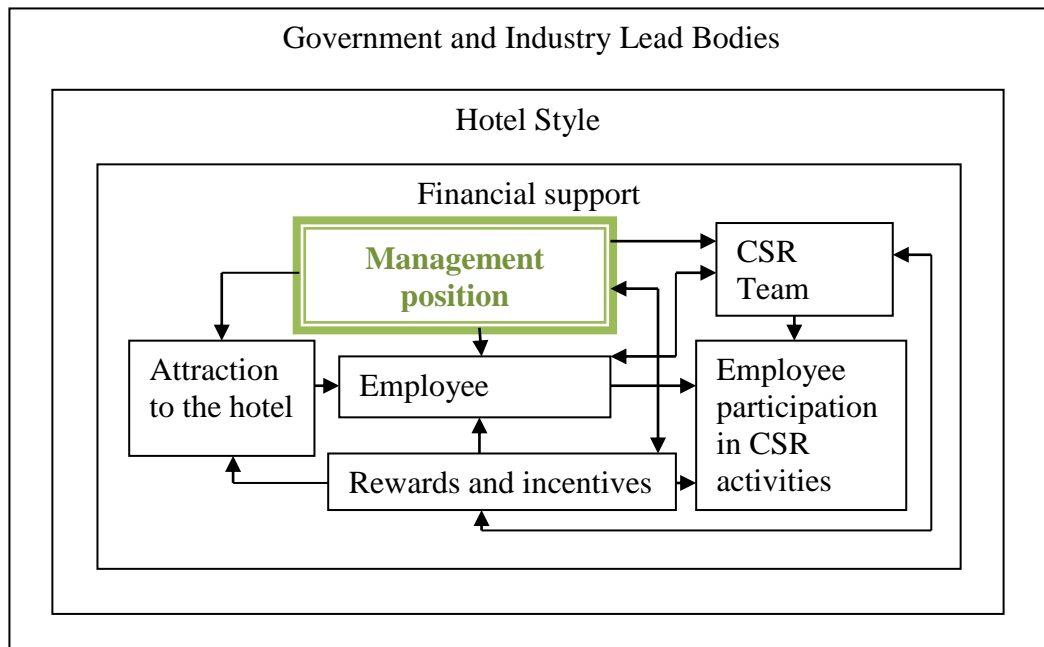 Government and Industry Lead Bodies
Hotel Style
Financial support
Management
position
CSR
Team
Attraction
to the hotel
Employee
Employee
participation
in CSR
activities
Rewards and incentives